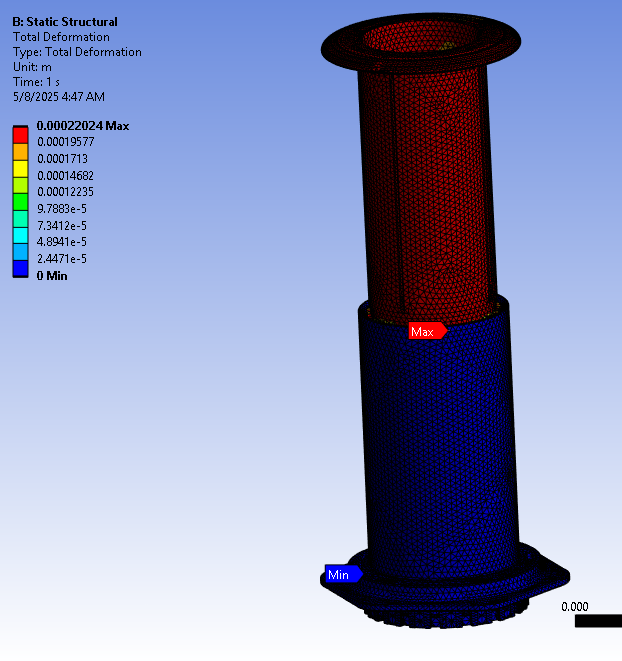 B: Static Structural
Total Deformation
Type: Total Deformation
Unit: m
Time: 1 s
5/8/2025 4:47 AM
0.00022024 Max
0.00019577
0.0001713
0.00014682
0.00012235
9.7883e-5
7.3412e-5
4.8941e-5
2.4471e-5
0 Min
Max
Min
0.000